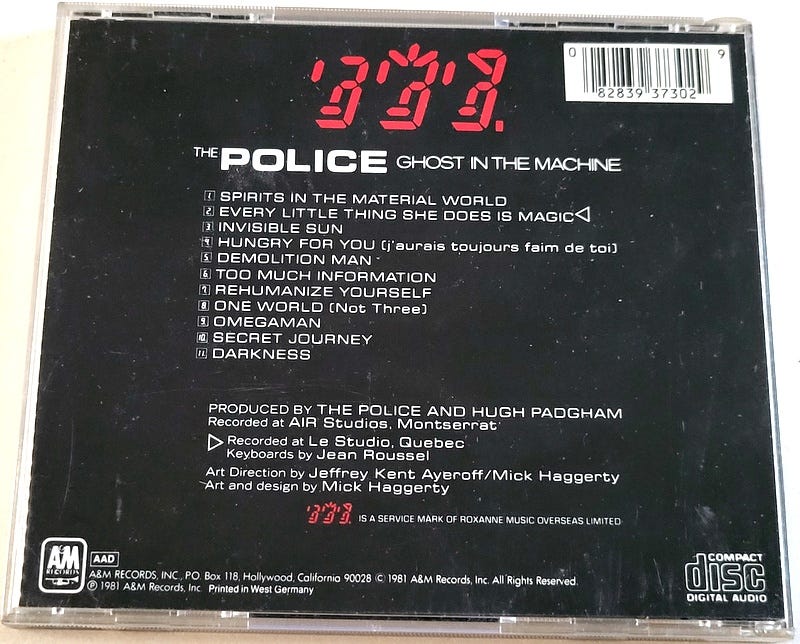 0 82839 37302 9
THE POLICE GHOST IN THE MACHINE
1 SPIRITS IN THE MATERIAL WORLD
2 EVERY LITTLE THING SHE DOES IS MAGIC
3 INVISIBLE SUN
4 HUNGRY FOR YOU (j'aurais toujours faim de toi)
5 DEMOLITION MAN
6 TOO MUCH INFORMATION
7 REHUMANIZE YOURSELF
8 ONE WORLD (Not Three)
9 OMEGAMAN
10 SECRET JOURNEY
11 DARKNESS
PRODUCED BY THE POLICE AND HUGH PADGHAM
Recorded at AIR Studios, Montserrat
Recorded at Le Studio, Quebec
Keyboards by Jean Roussel
Art Direction by Jeffrey Kent Ayeroff/Mick Haggerty
Art and design by Mick Haggerty
IS A SERVICE MARK OF ROXANNE MUSIC OVERSEAS LIMITED
A&M
RECORDS
AAD
A&M RECORDS, INC., P.O. Box 118, Hollywood, California 90028 © 1981 A&M Records, Inc. All Rights Reserved.
℗ 1981 A&M Records, Inc Printed in West Germany
COMPACT
disc
DIGITAL AUDIO